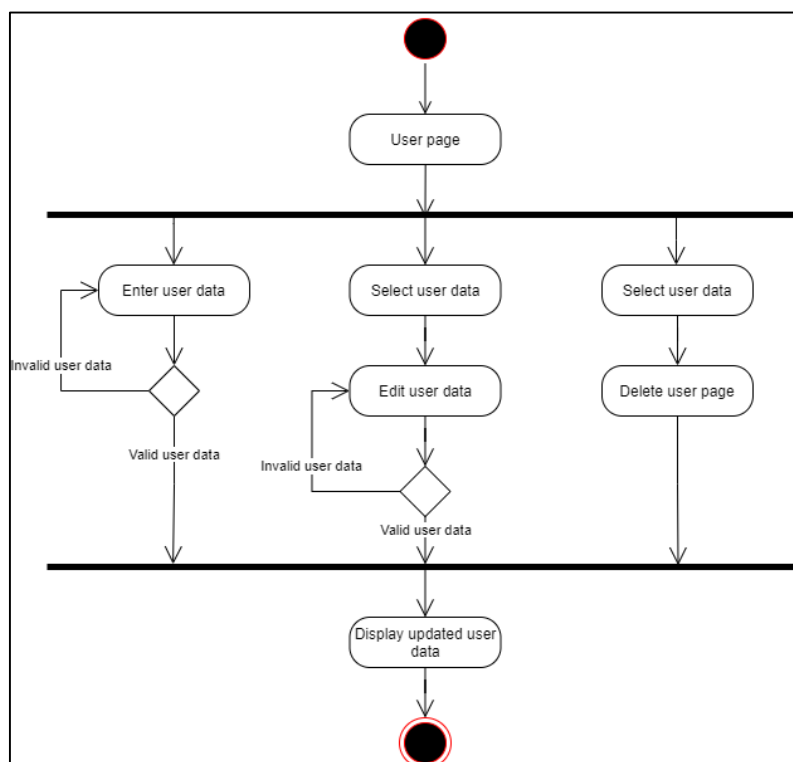 User page
Enter user data
Select user data
Select user data
Invalid user data
Edit user data
Delete user page
Valid user data
Invalid user data
Valid user data
Display updated user
data